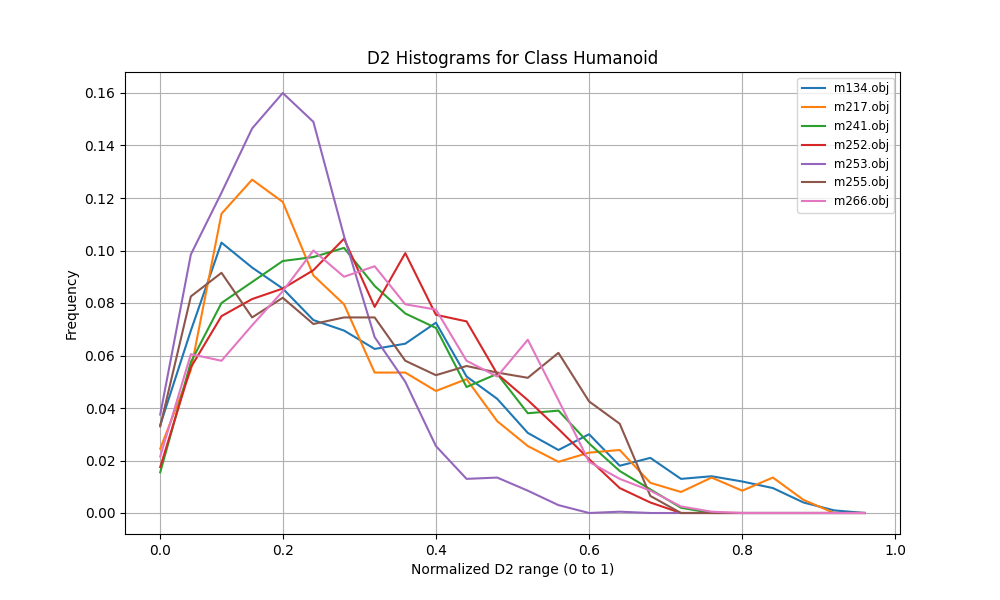 D2 Histograms for Class Humanoid
m134.obj
m217.obj
m241.obj
m252.obj
m253.obj
m255.obj
m266.obj
Frequency
0.16
0.14
0.12
0.10
0.08
0.06
0.04
0.02
0.00
0.0 0.2 0.4 0.6 0.8 1.0
Normalized D2 range (0 to 1)